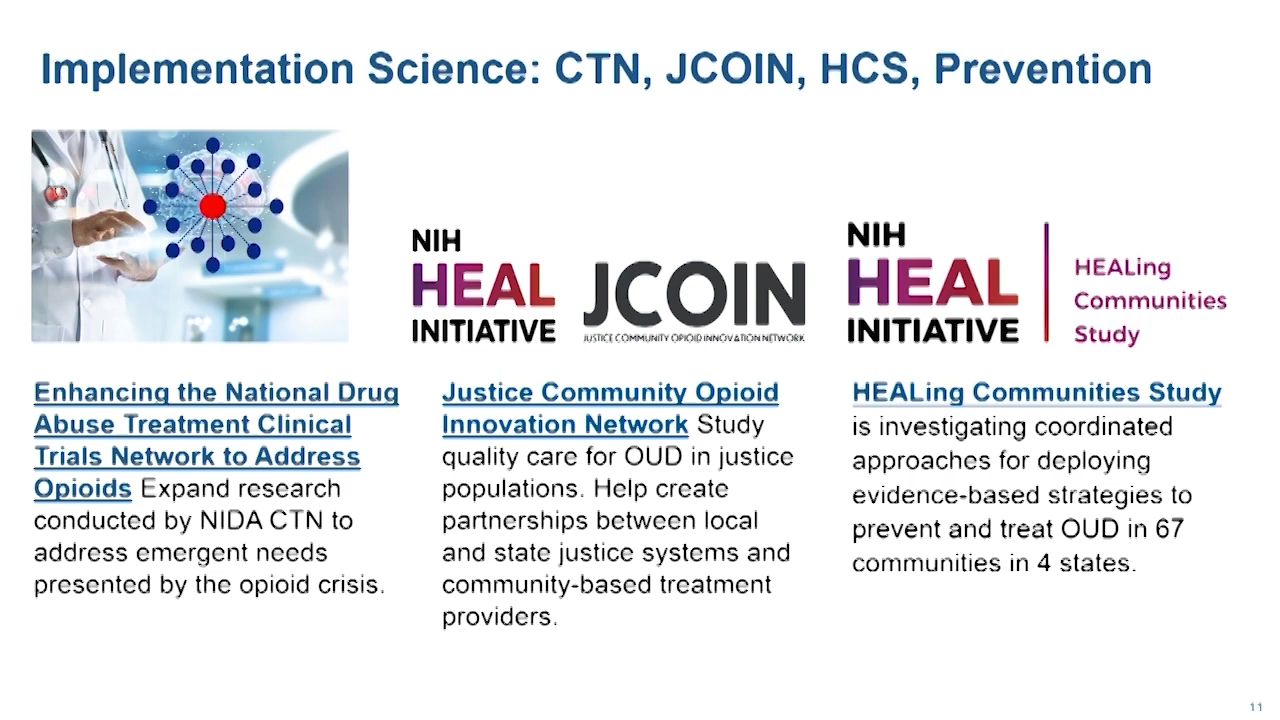 Implementation Science: CTN, JCOIN, HCS, Prevention
NIH
HEAL
INITIATIVE
JCOIN
JUSTICE COMMUNITY OPIOID INNOVATION NETWORK
NIH
HEAL
INITIATIVE
HEALing
Communities
Study
Enhancing the National Drug
Abuse Treatment Clinical
Trials Network to Address
Opioids Expand research
conducted by NIDA CTN to
address emergent needs
presented by the opioid crisis.
Justice Community Opioid
Innovation Network Study
quality care for OUD in justice
populations. Help create
partnerships between local
and state justice systems and
community-based treatment
providers.
HEALing Communities Study
is investigating coordinated
approaches for deploying
evidence-based strategies to
prevent and treat OUD in 67
communities in 4 states.
11